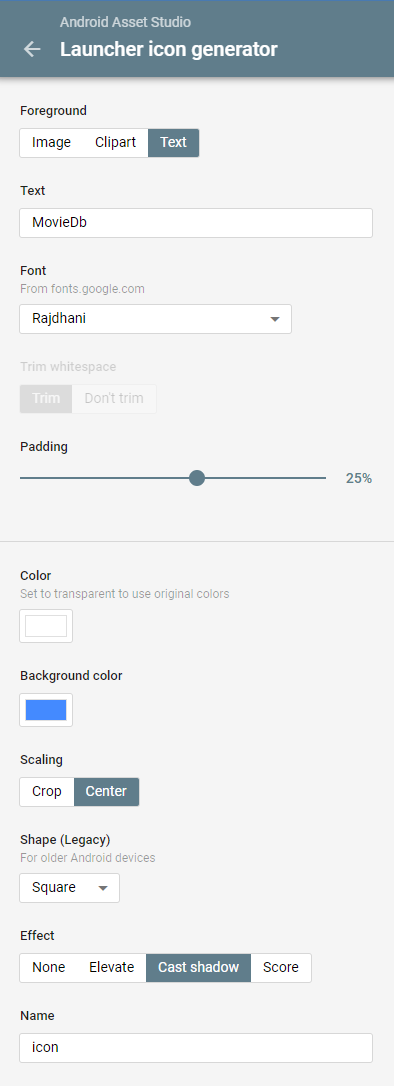 Android Asset Studio
Launcher icon generator
Foreground
Image Clipart Text
Text
MovieDb
Font
From fonts.google.com
Rajdhani
Trim whitespace
Trim Don't trim
Padding
25%
Color
Set to transparent to use original colors
Background color
Scaling
Crop Center
Shape (Legacy)
For older Android devices
Square
Effect
None Elevate Cast shadow Score
Name
icon